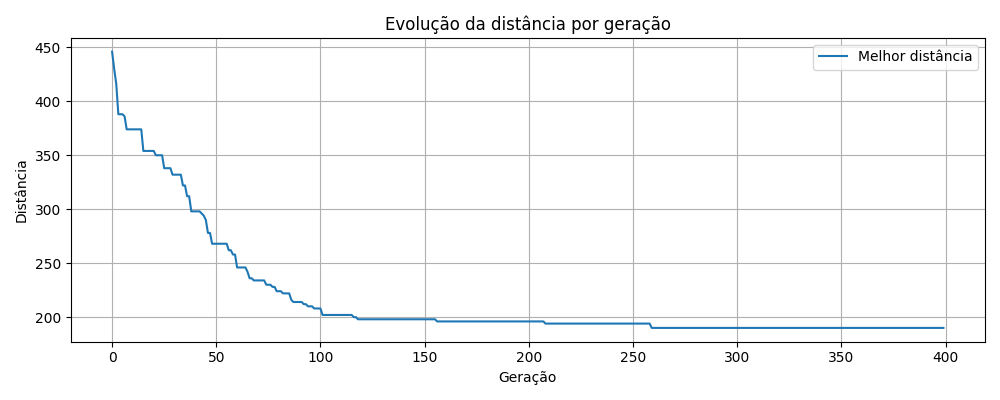 Evolução da distância por geração
Melhor distância
Distância
450
400
350
300
250
200
0 50 100 150 200 250 300 350 400
Geração